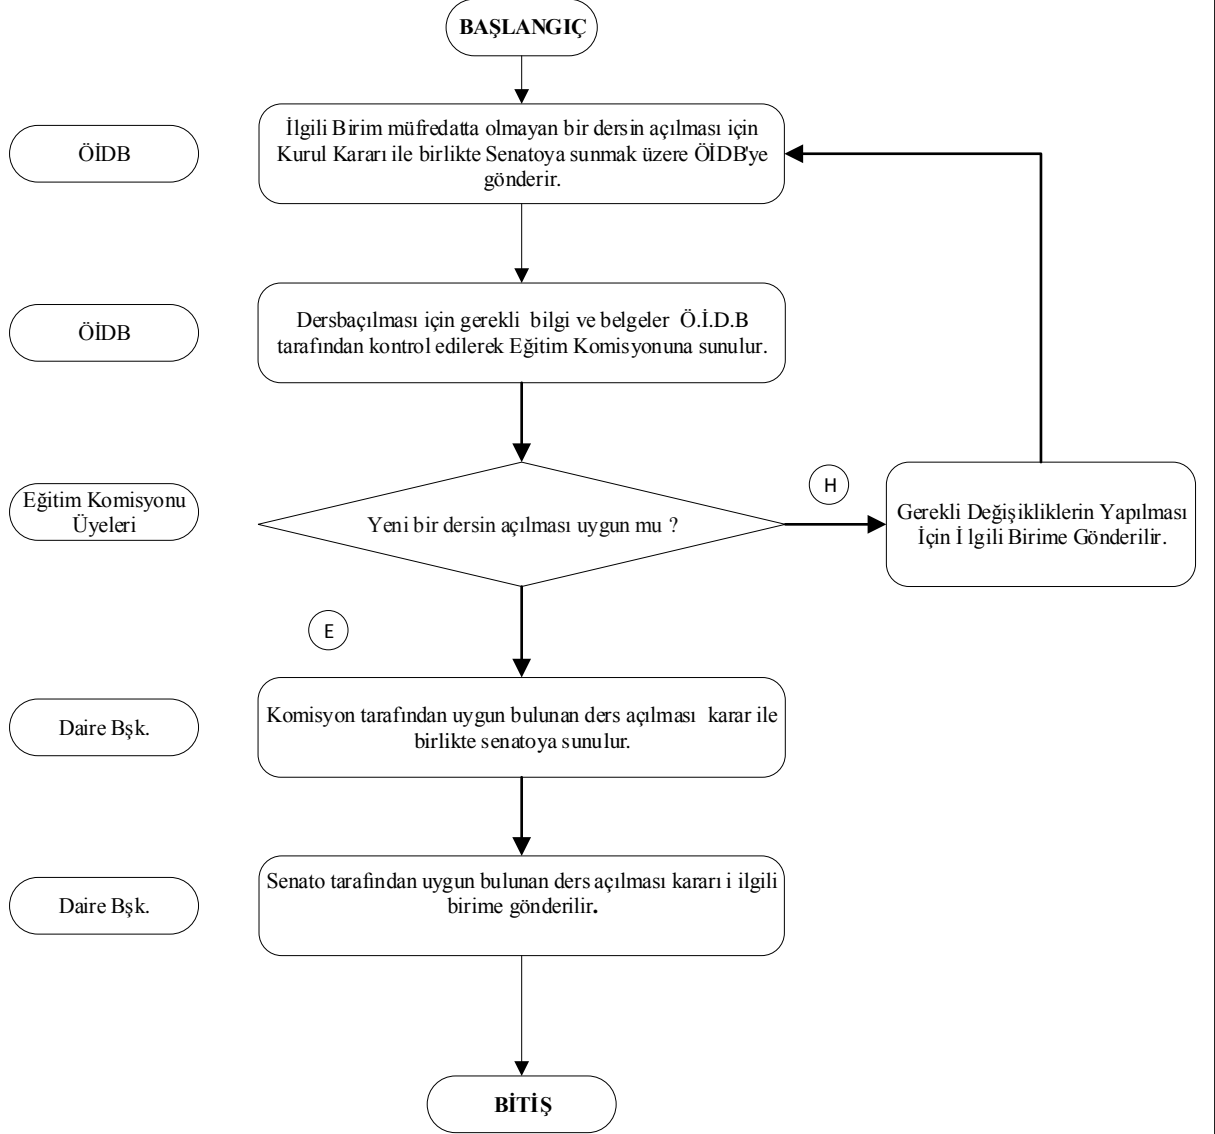 BAŞLANGIÇ
ÖİDB
İlgili Birim müfredatta olmayan bir dersin açılması için
Kurul Kararı ile birlikte Senatoya sunmak üzere ÖİDB'ye
gönderir.
ÖİDB
Dersbaçılması için gerekli bilgi ve belgeler Ö.İ.D.B
tarafından kontrol edilerek Eğitim Komisyonuna sunulur.
Eğitim Komisyonu
Üyeleri
Yeni bir dersin açılması uygun mu ?
H
Gerekli Değişikliklerin Yapılması
İçin İ lgili Birime Gönderilir.
E
Daire Bşk.
Komisyon tarafından uygun bulunan ders açılması karar ile
birlikte senatoya sunulur.
Daire Bşk.
Senato tarafından uygun bulunan ders açılması kararı i ilgili
birime gönderilir.
BİTİŞ